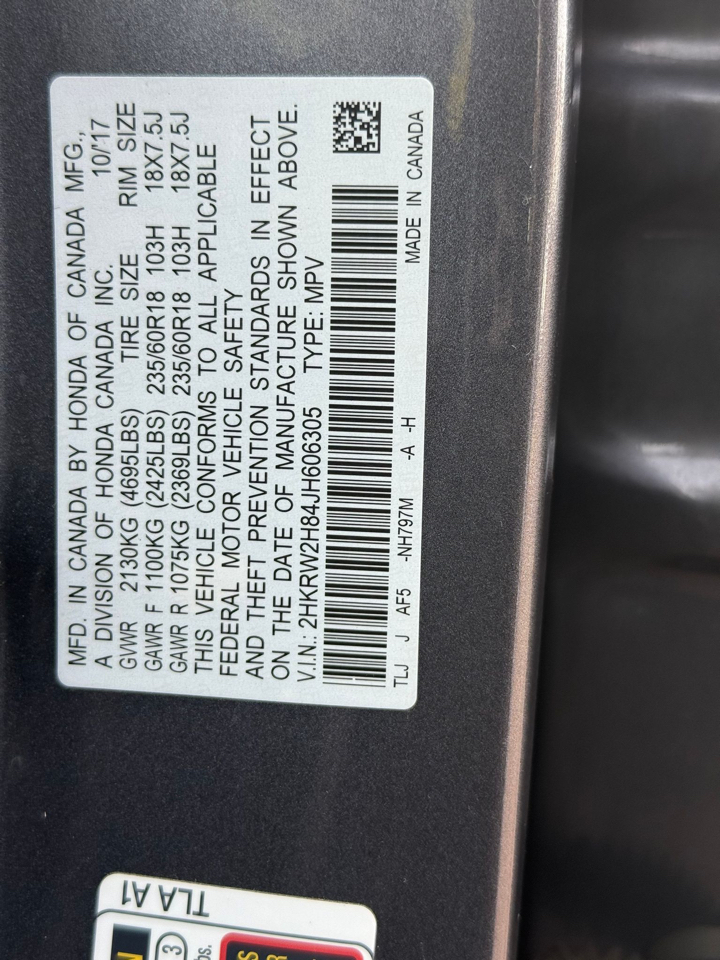 MFD. IN CANADA BY HONDA OF CANADA MFG.,
A DIVISION OF HONDA CANADA INC. 10/17
GVWR 2130KG (4695LBS) TIRE SIZE RIM SIZE
GAWR F 1100KG (2425LBS) 235/60R18 103H 18X7.5J
GAWR R 1075KG (2369LBS) 235/60R18 103H 18X7.5J
THIS VEHICLE CONFORMS TO ALL APPLICABLE
FEDERAL MOTOR VEHICLE SAFETY
AND THEFT PREVENTION STANDARDS IN EFFECT
ON THE DATE OF MANUFACTURE SHOWN ABOVE.
V.I.N.: 2HKRW2H84JH606305 TYPE: MPV
TLJ J AF5 -NH797M -A -H MADE IN CANADA
TLA A1
N
3
bs.
S
R